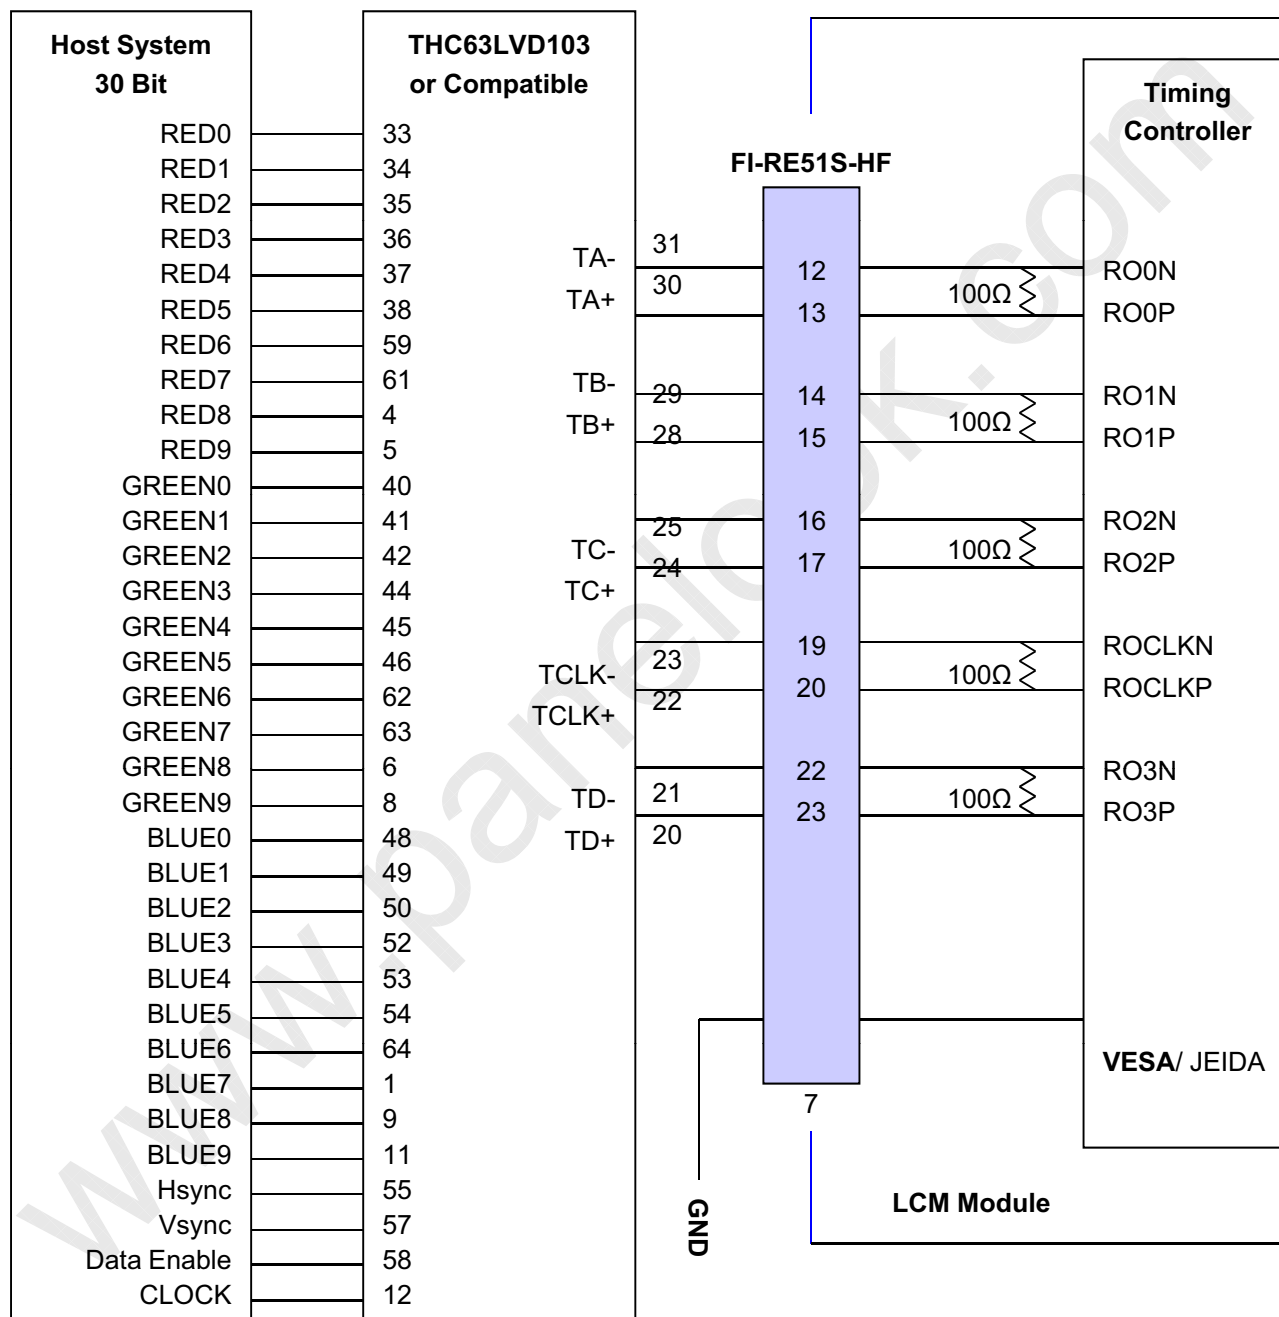 Host System
30 Bit
RED0
RED1
RED2
RED3
RED4
RED5
RED6
RED7
RED8
RED9
GREEN0
GREEN1
GREEN2
GREEN3
GREEN4
GREEN5
GREEN6
GREEN7
GREEN8
GREEN9
BLUE0
BLUE1
BLUE2
BLUE3
BLUE4
BLUE5
BLUE6
BLUE7
BLUE8
BLUE9
Hsync
Vsync
Data Enable
CLOCK
THC63LVD103
or Compatible
33
34
35
36
37
38
59
61
4
5
40
41
42
44
45
46
62
63
6
8
48
49
50
52
53
54
64
1
9
11
55
57
58
12
TA-
TA+
TB-
TB+
TC-
TC+
TCLK-
TCLK+
TD-
TD+
31
30
29
28
25
24
23
22
21
20
FI-RE51S-HF
12
13
14
15
16
17
19
20
22
23
7
GND
100Ω
100Ω
100Ω
100Ω
100Ω
Timing
Controller
RO0N
RO0P
RO1N
RO1P
RO2N
RO2P
ROCLKN
ROCLKP
RO3N
RO3P
VESA/ JEIDA
LCM Module
www.panelook.com